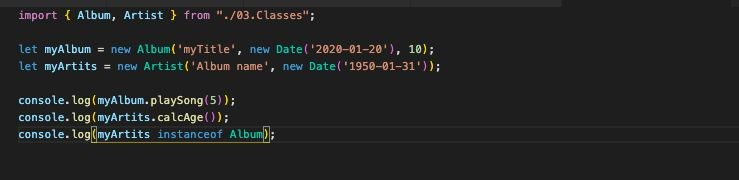 import { Album, Artist } from "./03.Classes";
let myAlbum = new Album('myTitle', new Date('2020-01-20'), 10);
let myArtits = new Artist('Album name', new Date('1950-01-31'));
console.log(myAlbum.playSong(5));
console.log(myArtits.calcAge());
console.log(myArtits instanceof Album);